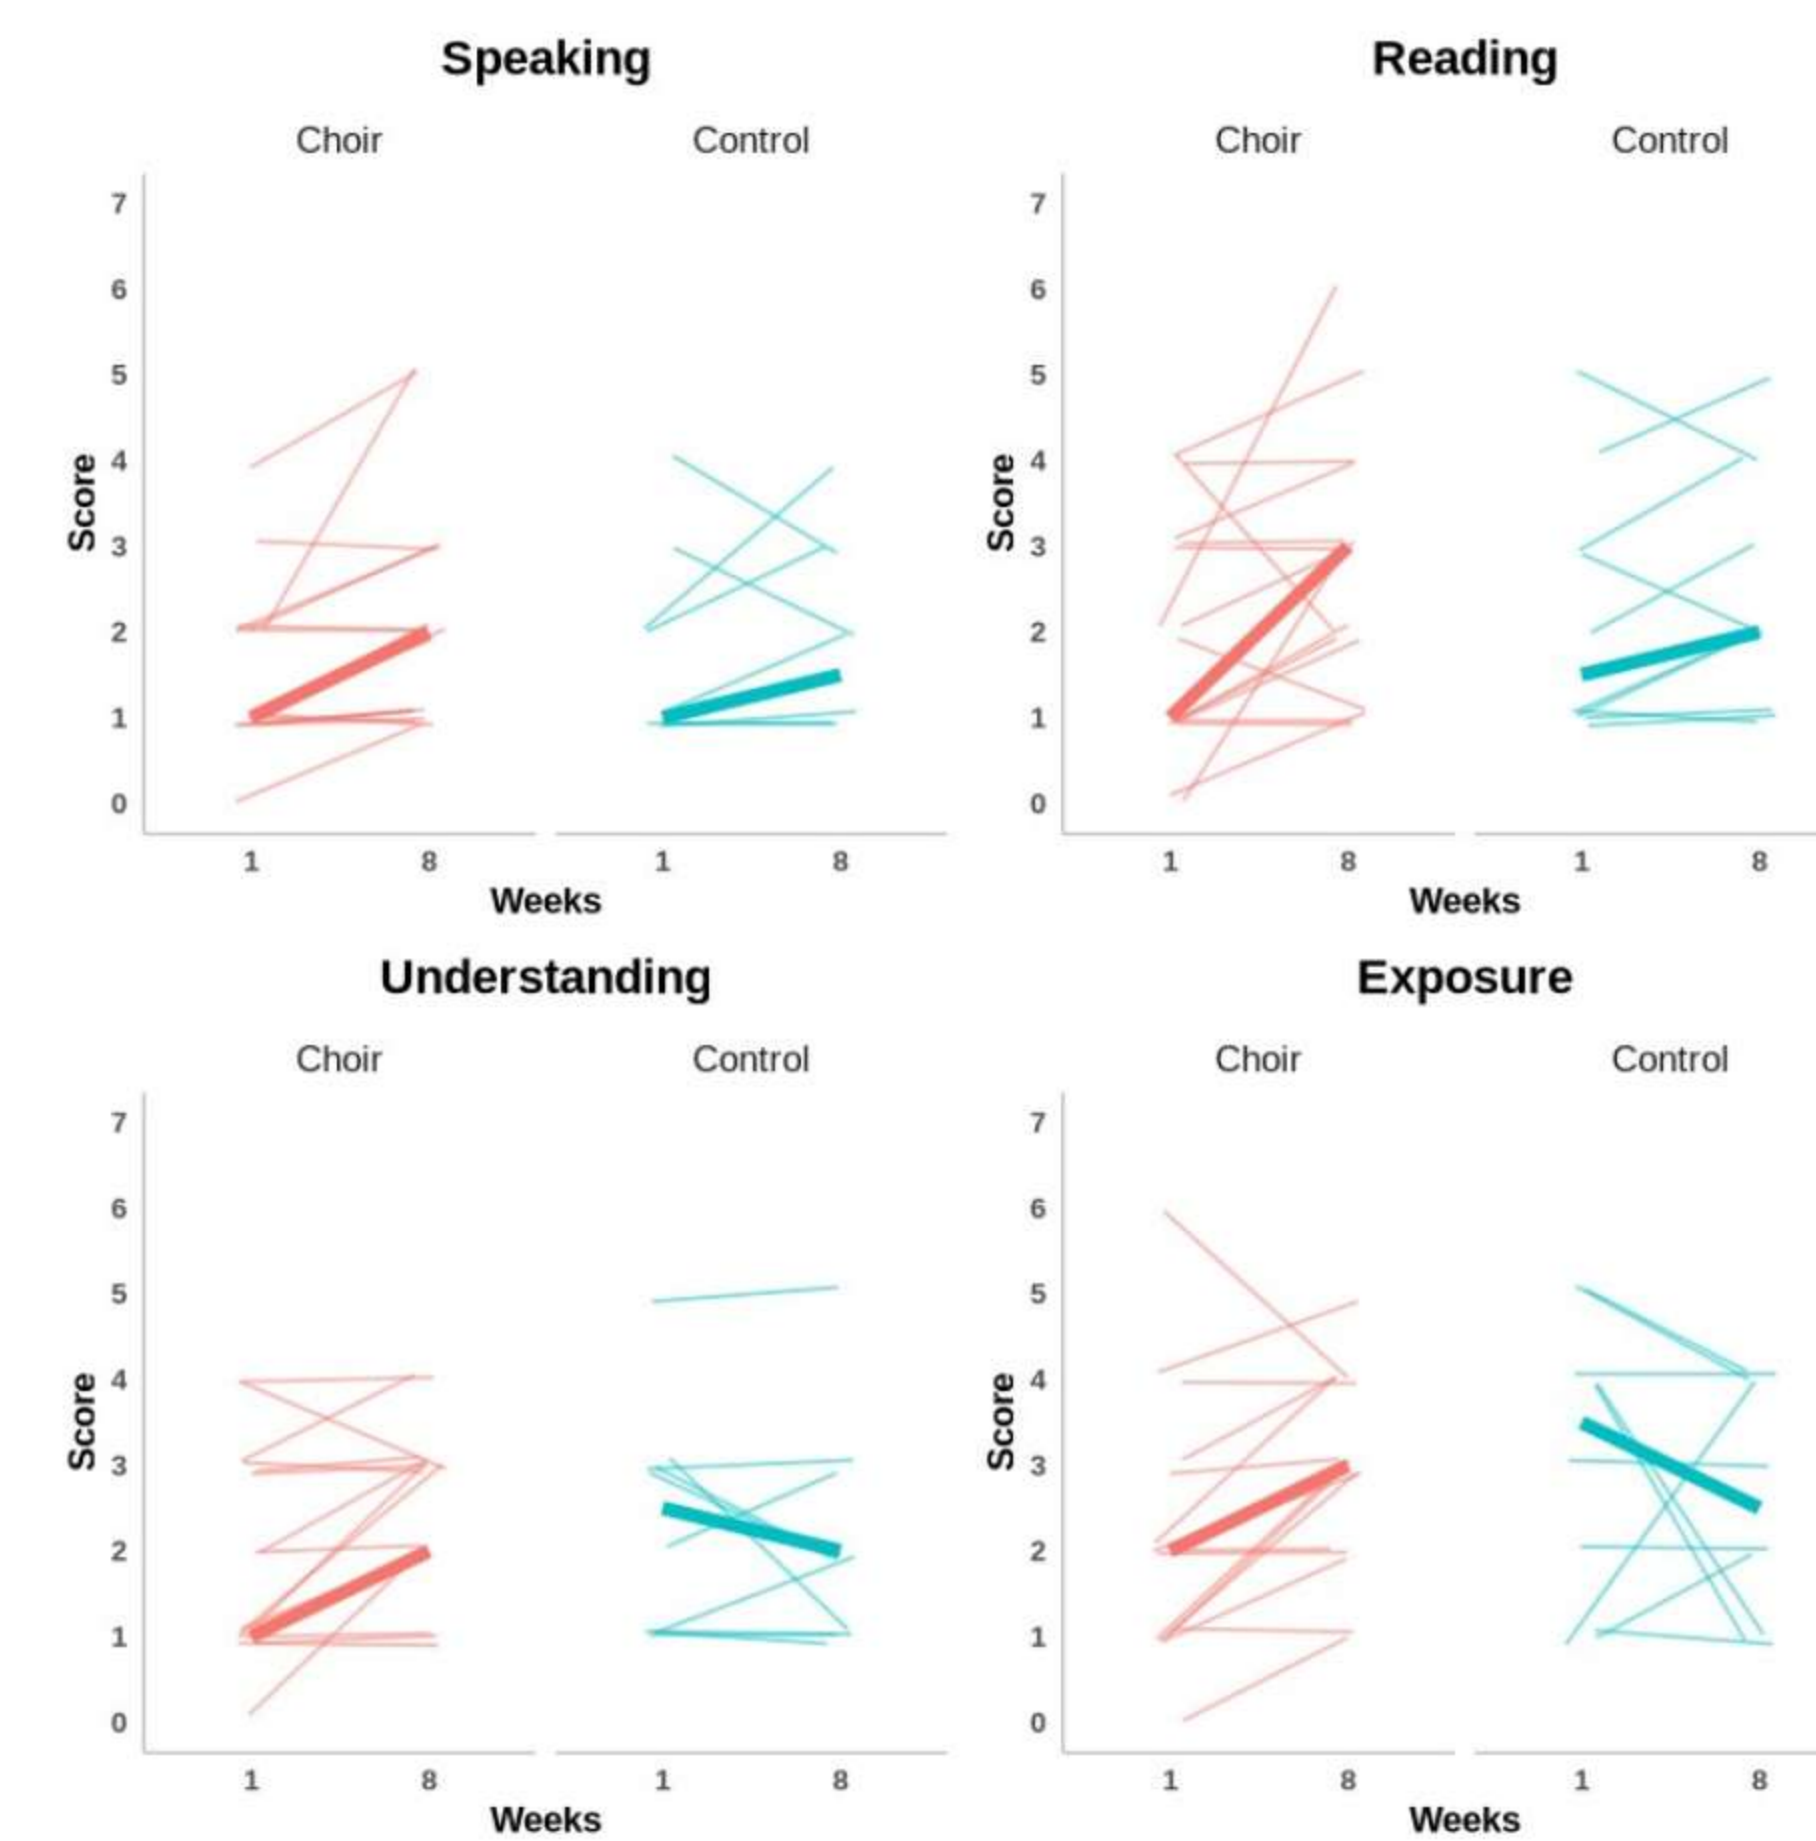 Speaking
Choir Control
7
6
5
4
3
2
1
0
Score
1 8 1 8
Weeks
Reading
Choir Control
7
6
5
4
3
2
1
0
Score
1 8 1 8
Weeks
Understanding
Choir Control
7
6
5
4
3
2
1
0
Score
1 8 1 8
Weeks
Exposure
Choir Control
7
6
5
4
3
2
1
0
Score
1 8 1 8
Weeks